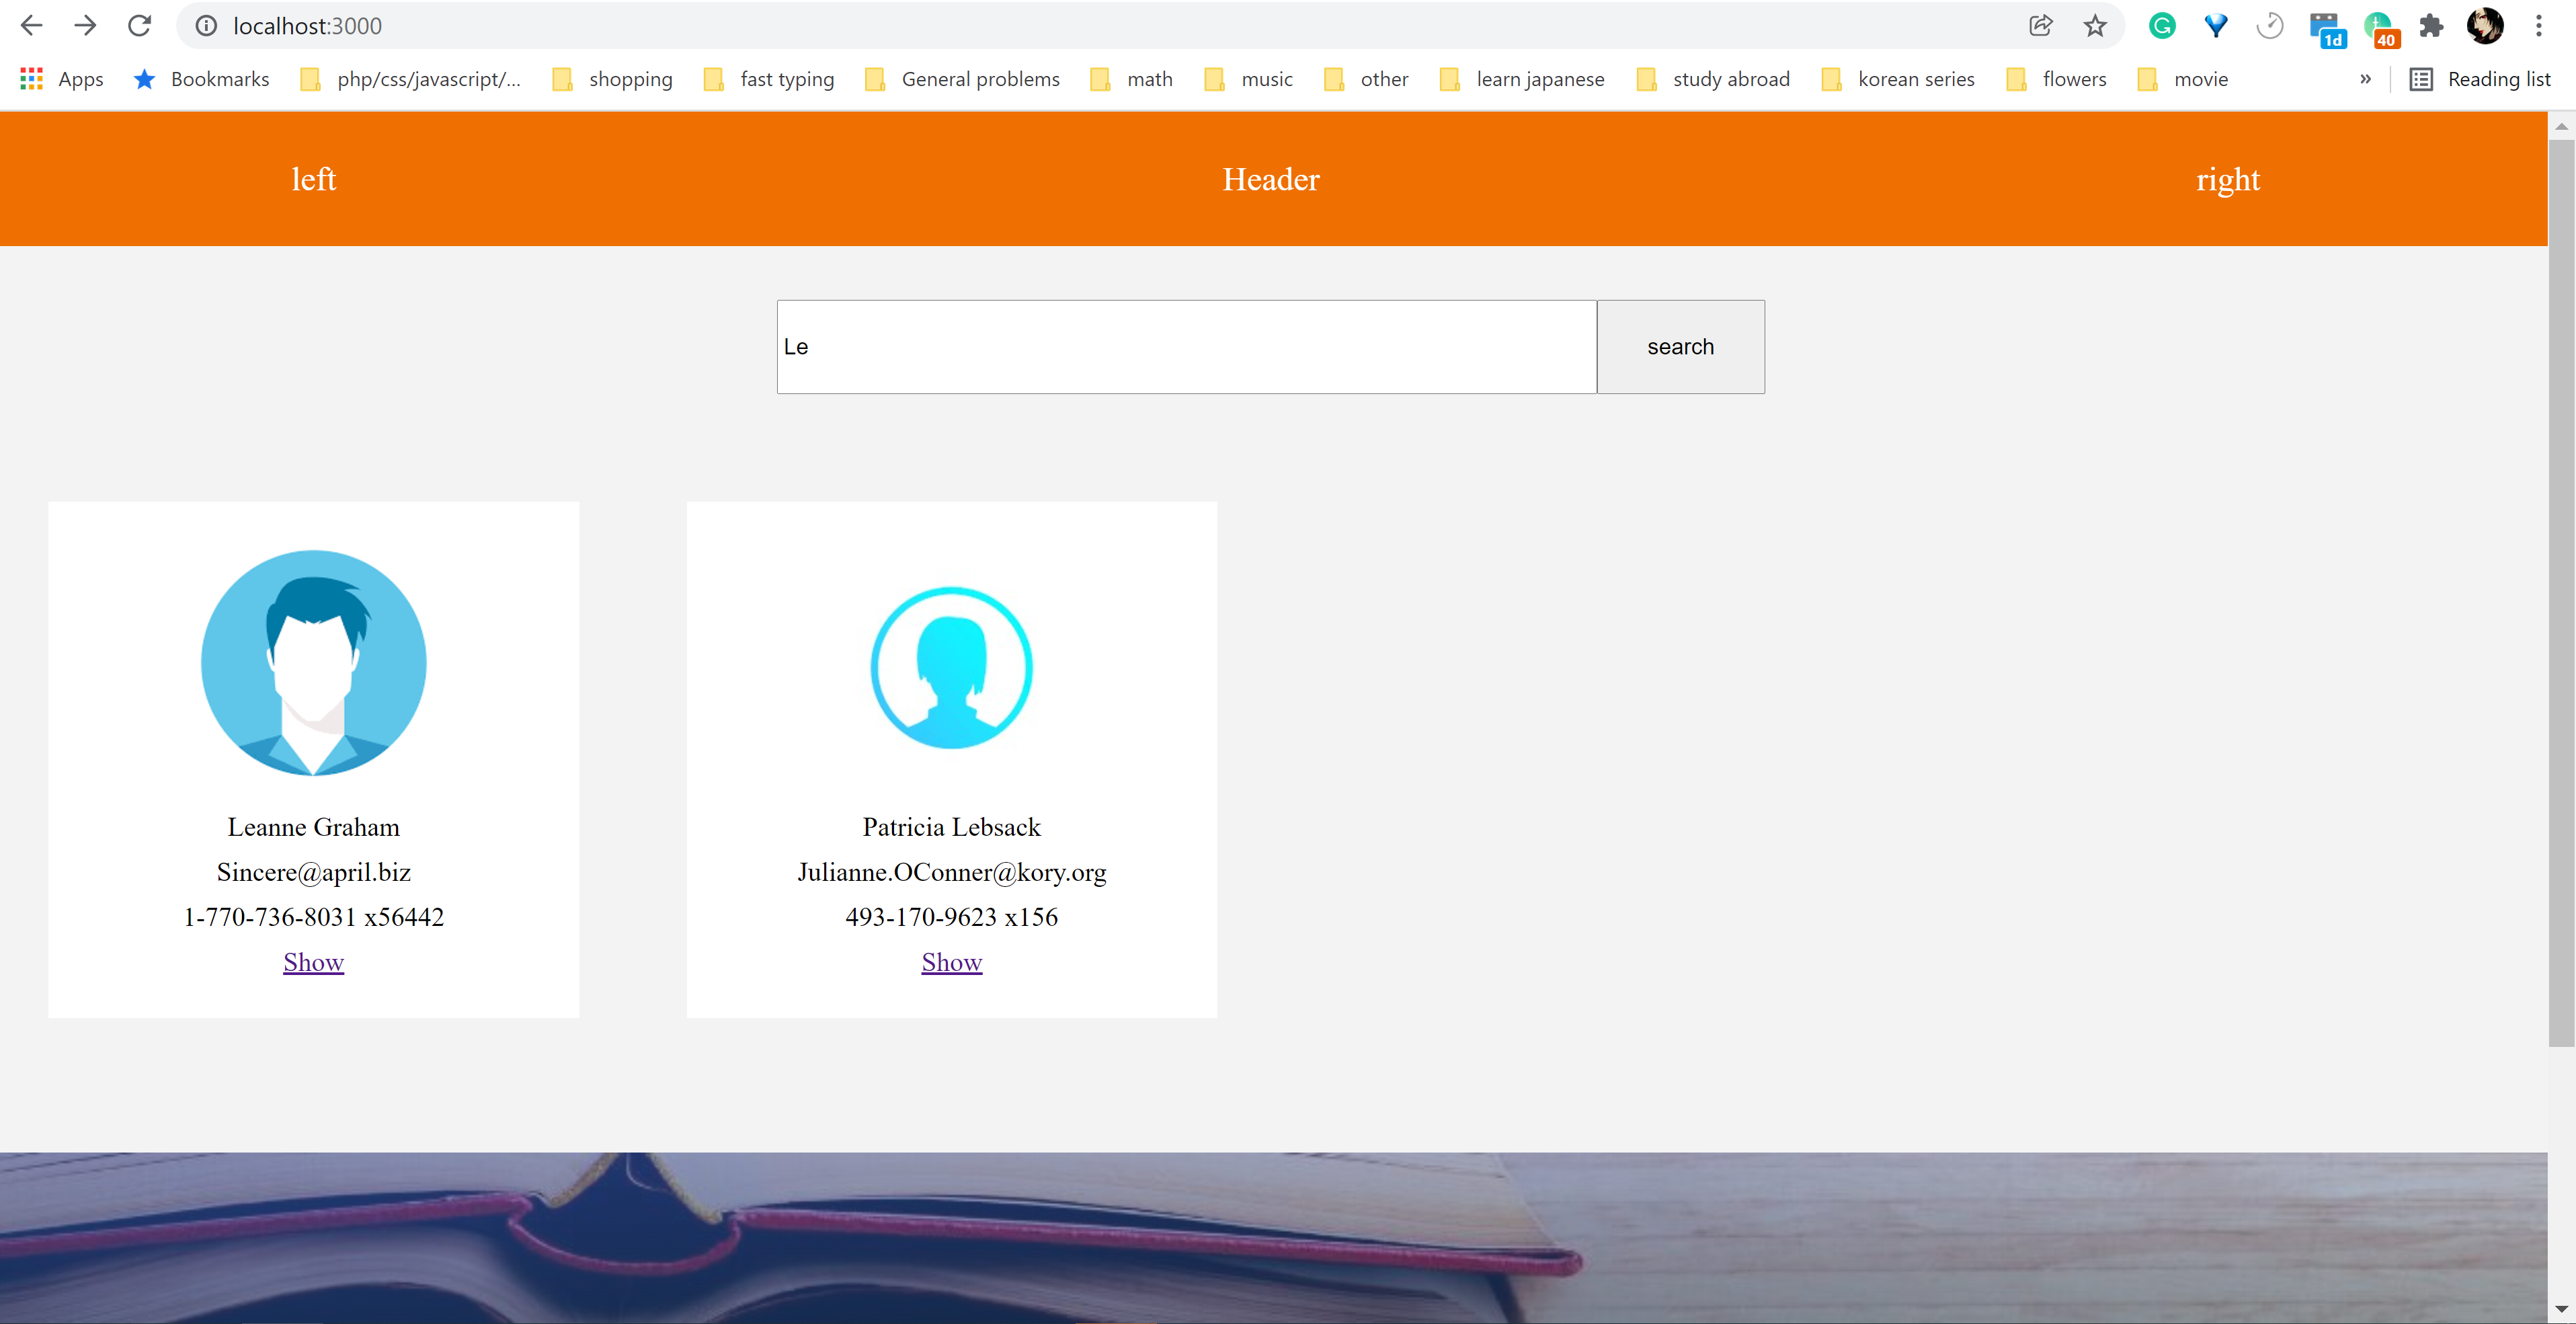 localhost:3000
1d
40
Apps Bookmarks php/css/javascript/... shopping fast typing General problems math music other learn japanese study abroad korean series flowers movie » Reading list
left Header right
Le search
Leanne Graham
Sincere@april.biz
1-770-736-8031 x56442
Show
Patricia Lebsack
Julianne.OConner@kory.org
493-170-9623 x156
Show